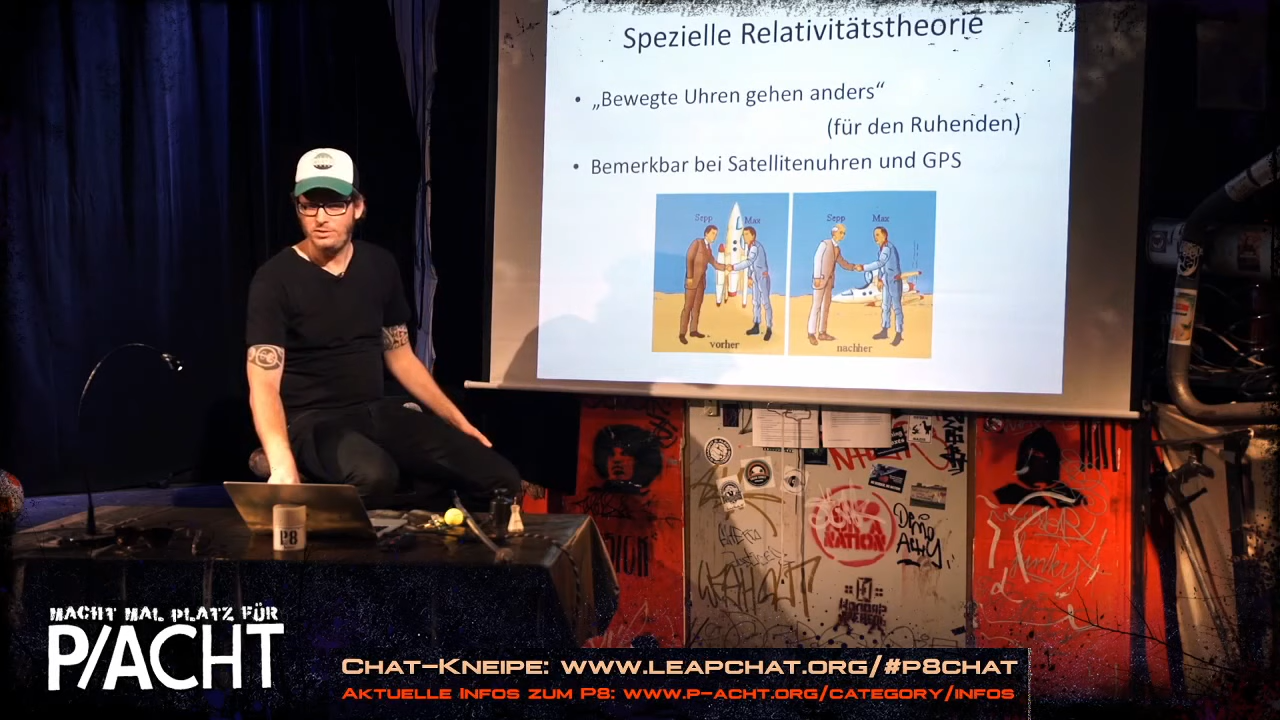 Spezielle Relativitätstheorie
• „Bewegte Uhren gehen anders“
(für den Ruhenden)
• Bemerkbar bei Satellitenuhren und GPS
Sepp Max
Sepp Max
vorher
nachher
P8
NATION
MACHT MAL PLATZ FÜR
P/ACHT
CHAT-KNEIPE: WWW.LEAPCHAT.ORG/#P8CHAT
AKTUELLE INFOS ZUM P8: WWW.P-ACHT.ORG/CATEGORY/INFOS